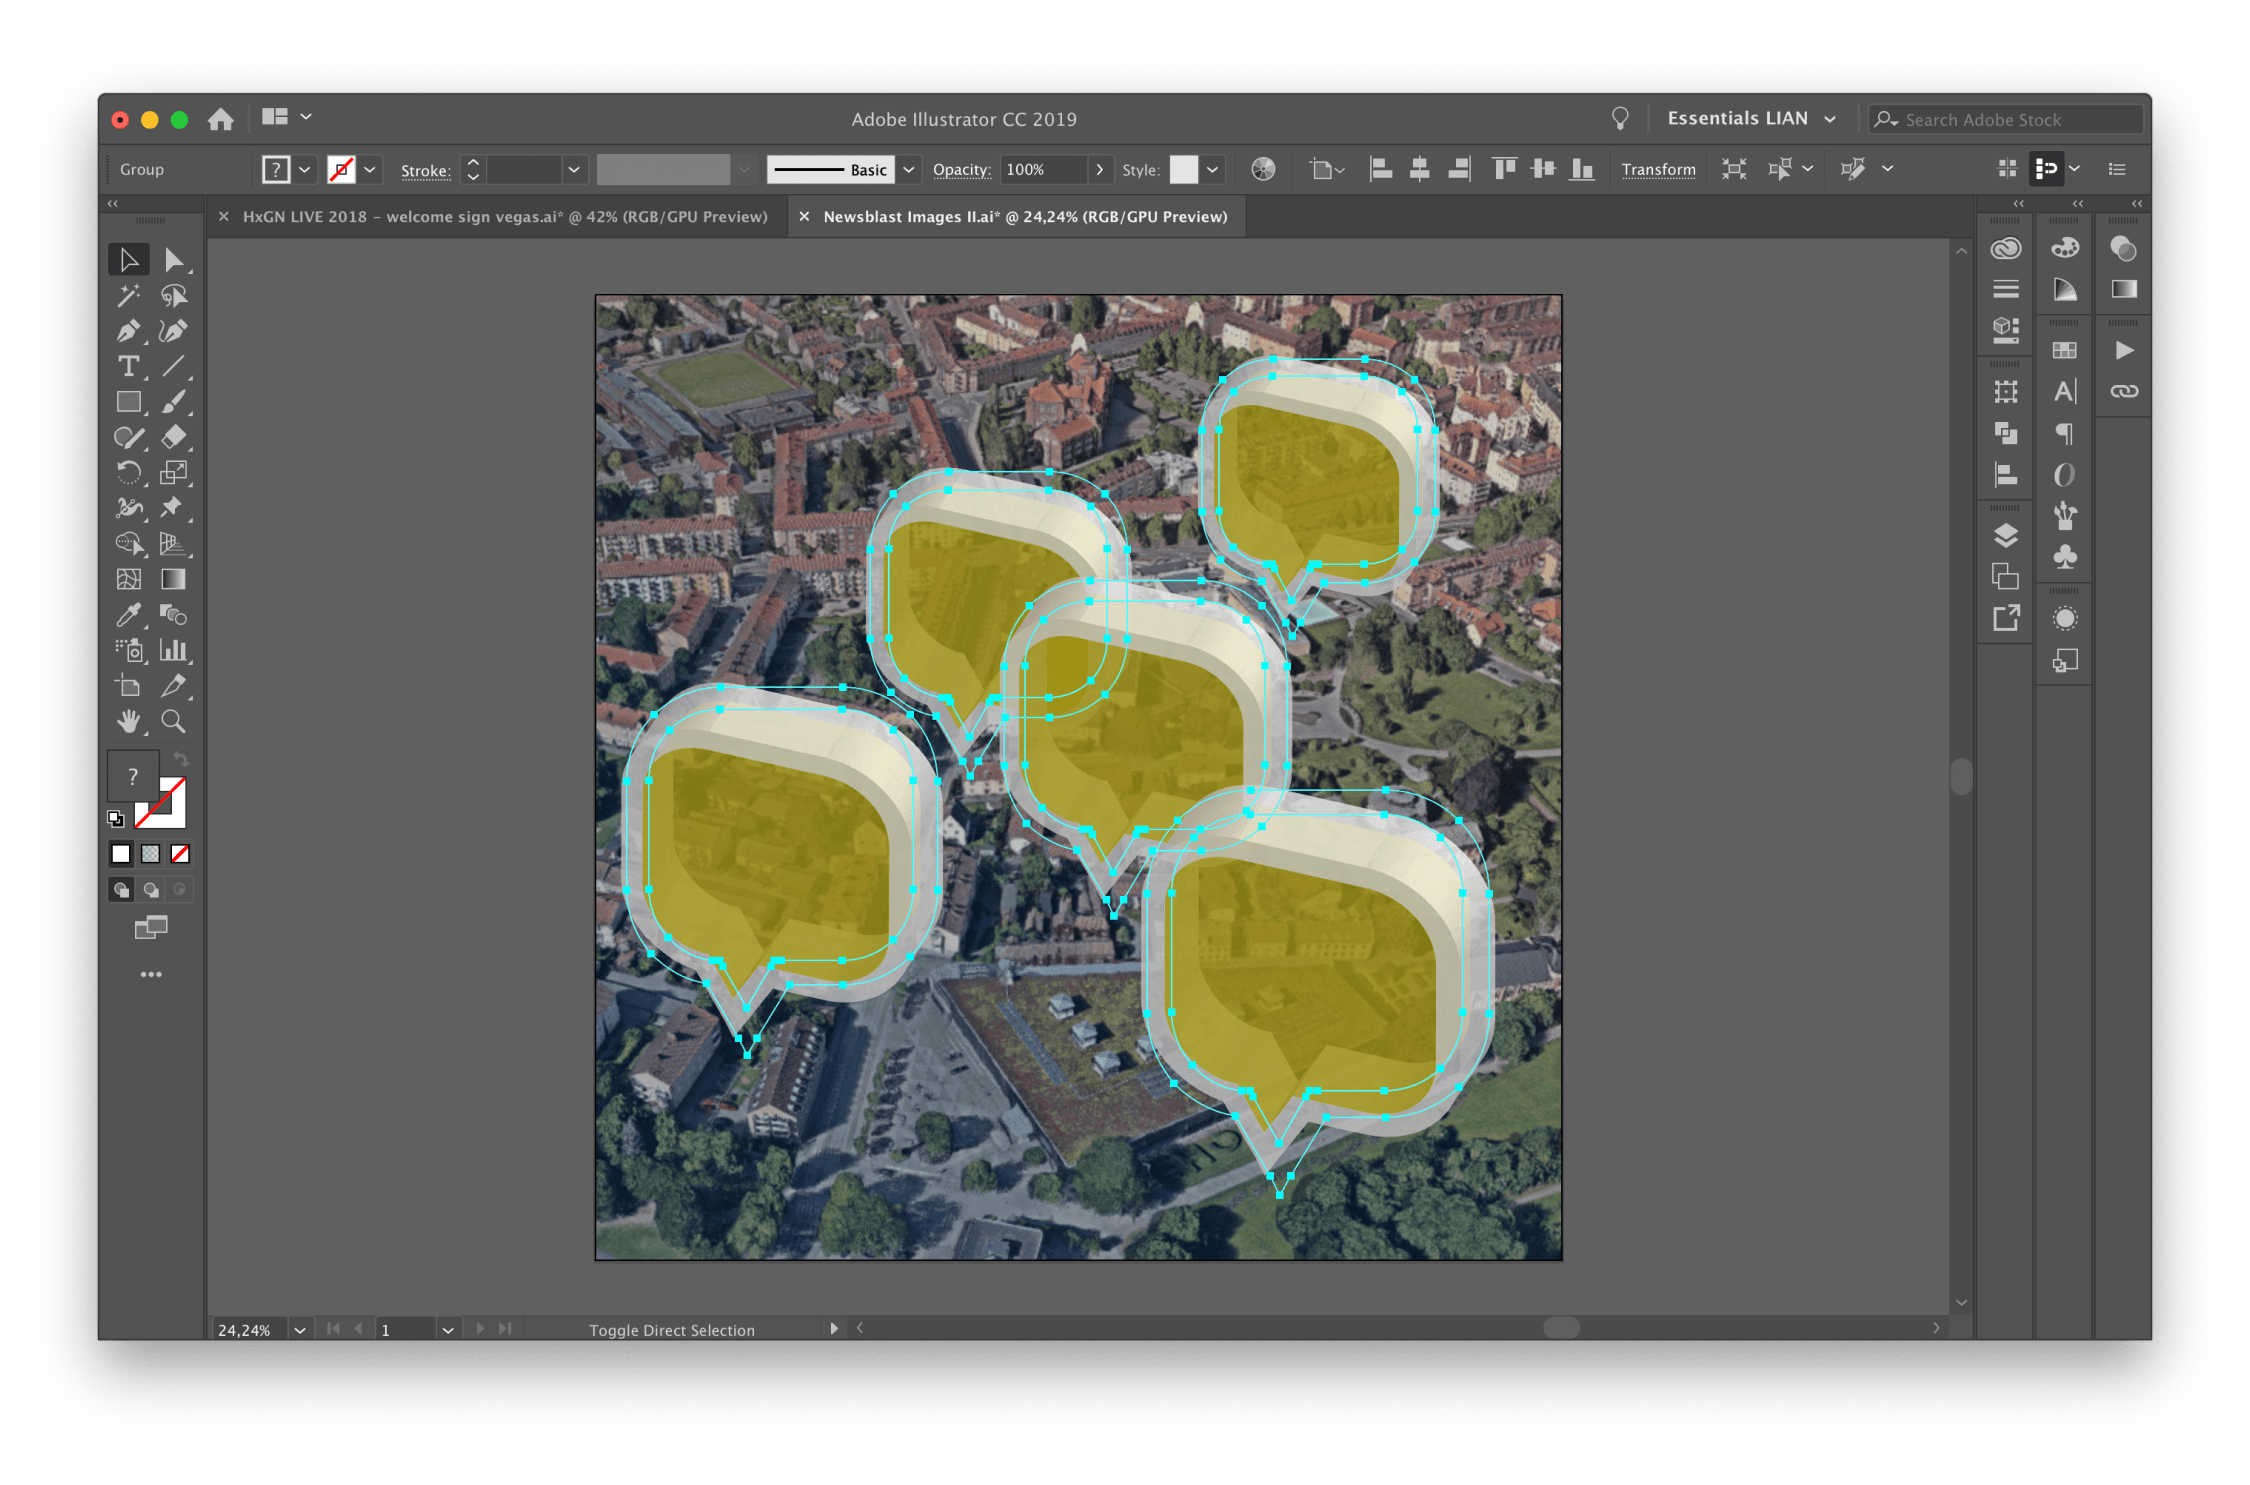 Adobe Illustrator CC 2019
Essentials LIAN
Search Adobe Stock
Group
?
Stroke:
Basic
Opacity:
100%
Style:
Transform
HxGN LIVE 2018 – welcome sign vegas.ai* @ 42% (RGB/GPU Preview)
Newsblast Images II.ai* @ 24,24% (RGB/GPU Preview)
?
24,24%
1
Toggle Direct Selection